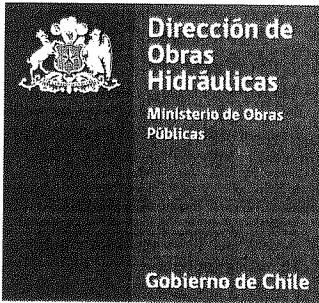 Dirección de
Obras
Hidráulicas
Ministerio de Obras
Públicas
Gobierno de Chile